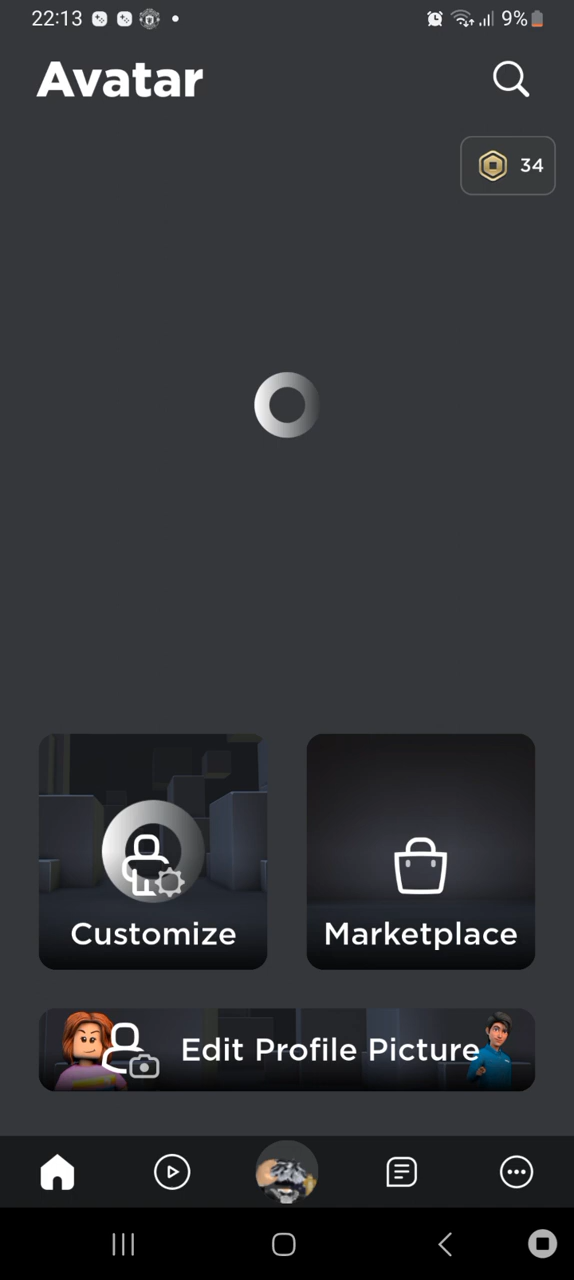 22:13
9%
Avatar
34
Customize
Marketplace
Edit Profile Picture